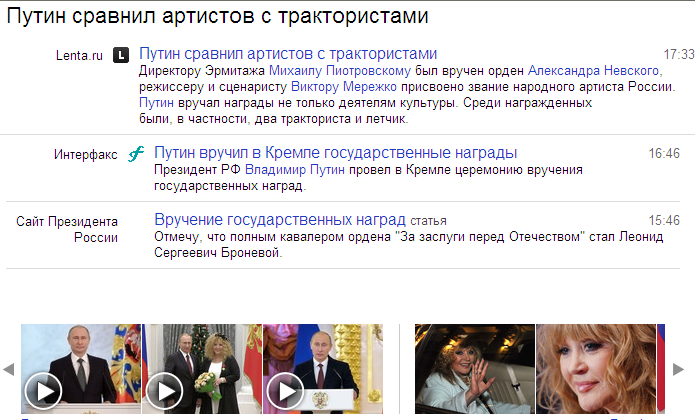 Путин сравнил артистов с трактористами
Lenta.ru L Путин сравнил артистов с трактористами 17:33
Директору Эрмитажа Михаилу Пиотровскому был вручен орден Александра Невского,
режиссеру и сценаристу Виктору Мережко присвоено звание народного артиста России.
Путин вручал награды не только деятелям культуры. Среди награжденных
были, в частности, два тракториста и летчик.
Интерфакс Путин вручил в Кремле государственные награды 16:46
Президент РФ Владимир Путин провел в Кремле церемонию вручения
государственных наград.
Сайт Президента
России
Вручение государственных наград статья 15:46
Отмечу, что полным кавалером ордена "За заслуги перед Отечеством" стал Леонид
Сергеевич Броневой.